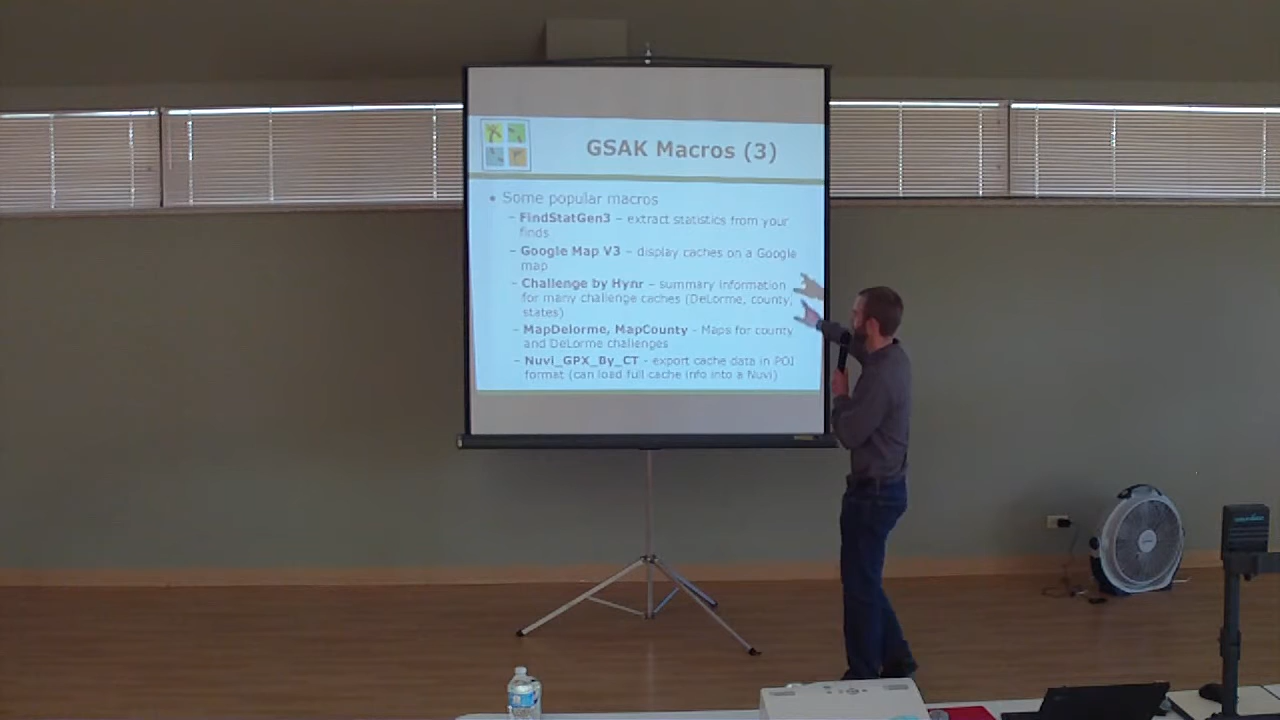 GSAK Macros (3)
• Some popular macros
– FindStatGen3 – extract statistics from your
finds
– Google Map V3 – display caches on a Google
map
– Challenge by Hynr – summary information
for many challenge caches (DeLorme, county,
states)
– MapDelorme, MapCounty - Maps for county
and DeLorme challenges
– Nuvi_GPX_By_CT - export cache data in POI
format (can load full cache info into a Nuvi)